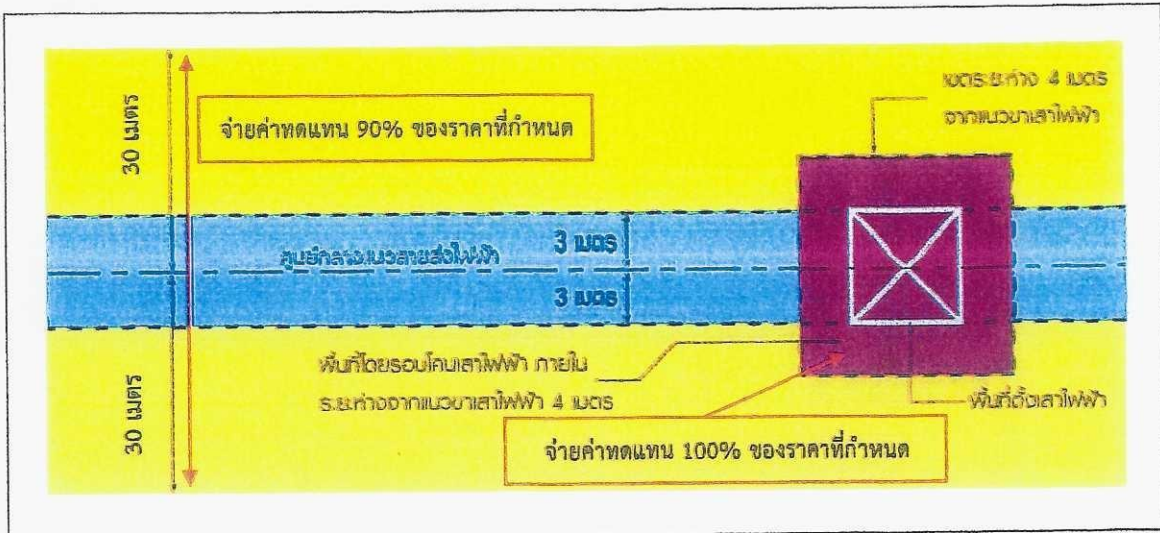 30 เมตร
จ่ายค่าทดแทน 90% ของราคาที่กำหนด
เขตระยะห่าง 4 เมตร
จากแนวขาเสาไฟฟ้า
3 เมตร
ศูนย์กลางแนวสายส่งไฟฟ้า
3 เมตร
30 เมตร
พื้นที่โดยรอบโคนเสาไฟฟ้า ภายใน
ระยะห่างจากแนวขาเสาไฟฟ้า 4 เมตร
พื้นที่ตั้งเสาไฟฟ้า
จ่ายค่าทดแทน 100% ของราคาที่กำหนด